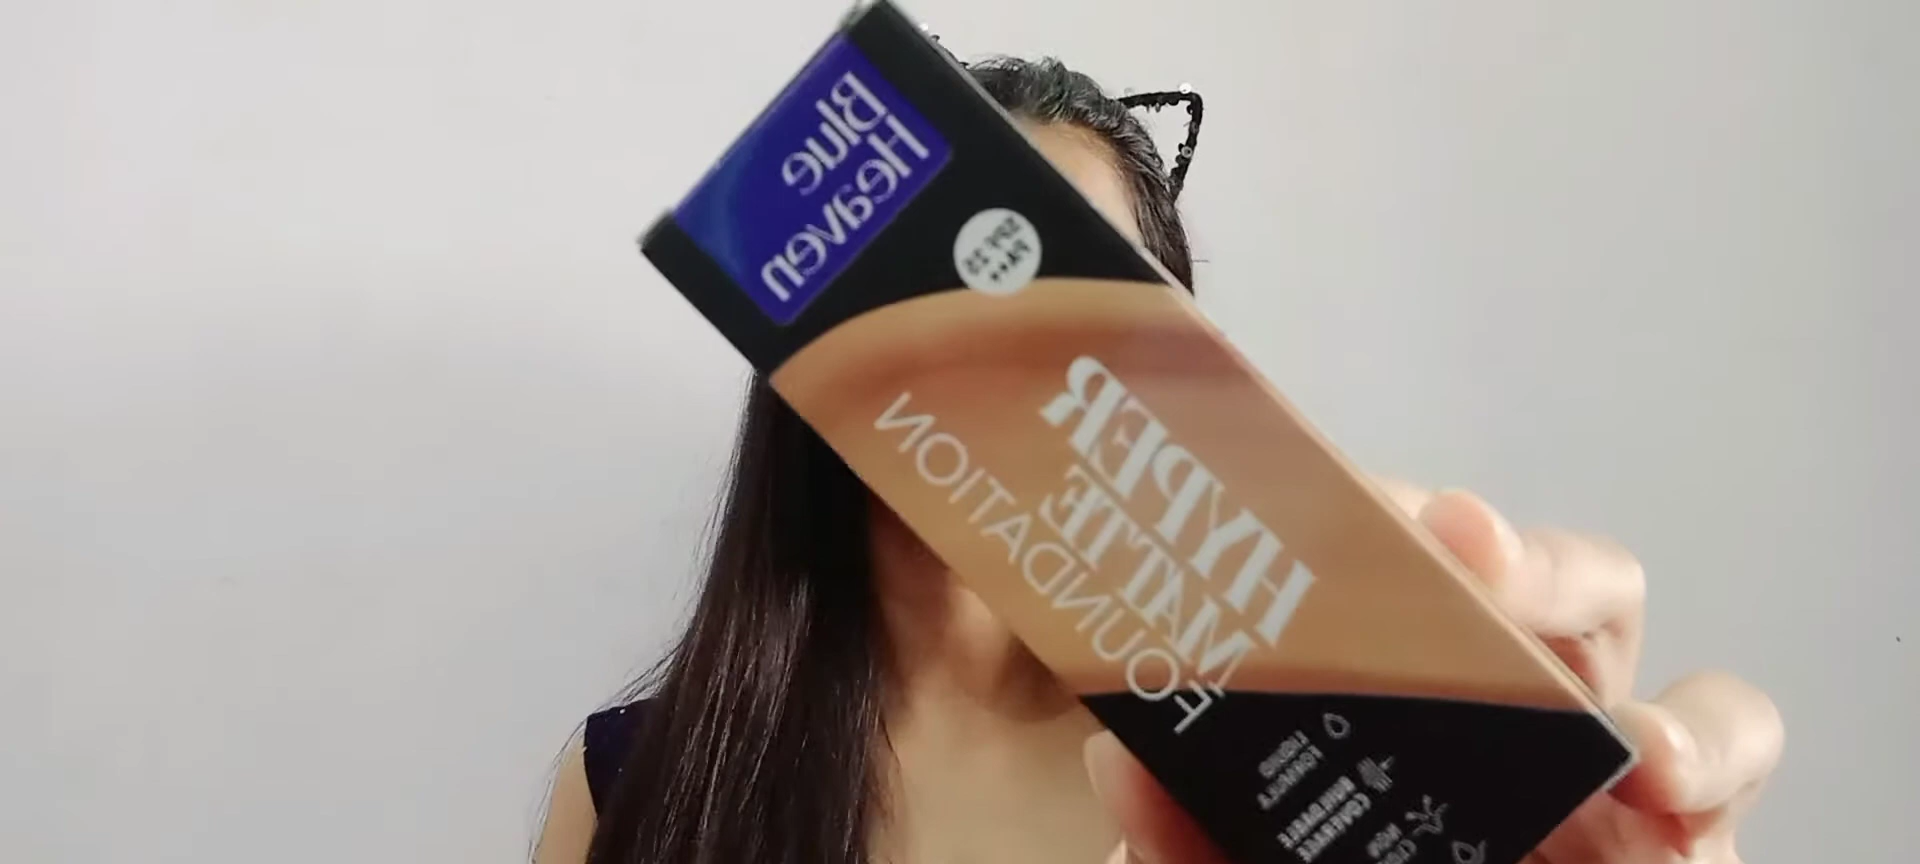 Blue
Heaven
SPF 25
PA++
HYPER
MATTE
FOUNDATION